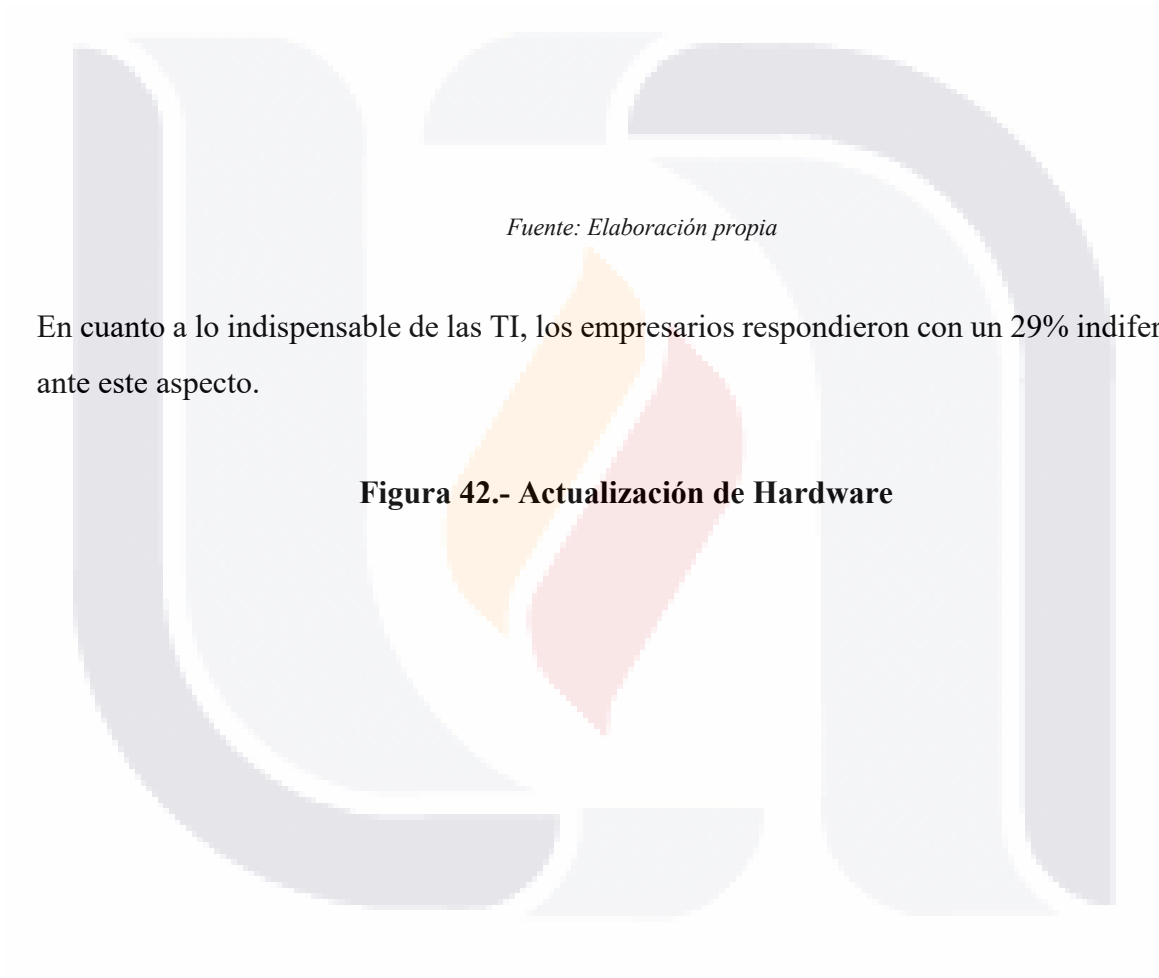 Fuente: Elaboración propia
En cuanto a lo indispensable de las TI, los empresarios respondieron con un 29% indifer
ante este aspecto.
Figura 42.- Actualización de Hardware